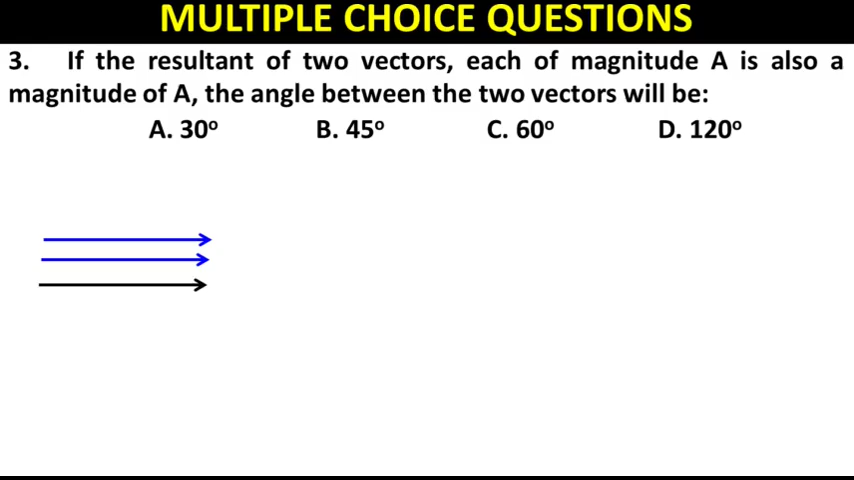 MULTIPLE CHOICE QUESTIONS
3. If the resultant of two vectors, each of magnitude A is also a
magnitude of A, the angle between the two vectors will be:
A. 30° B. 45° C. 60° D. 120°